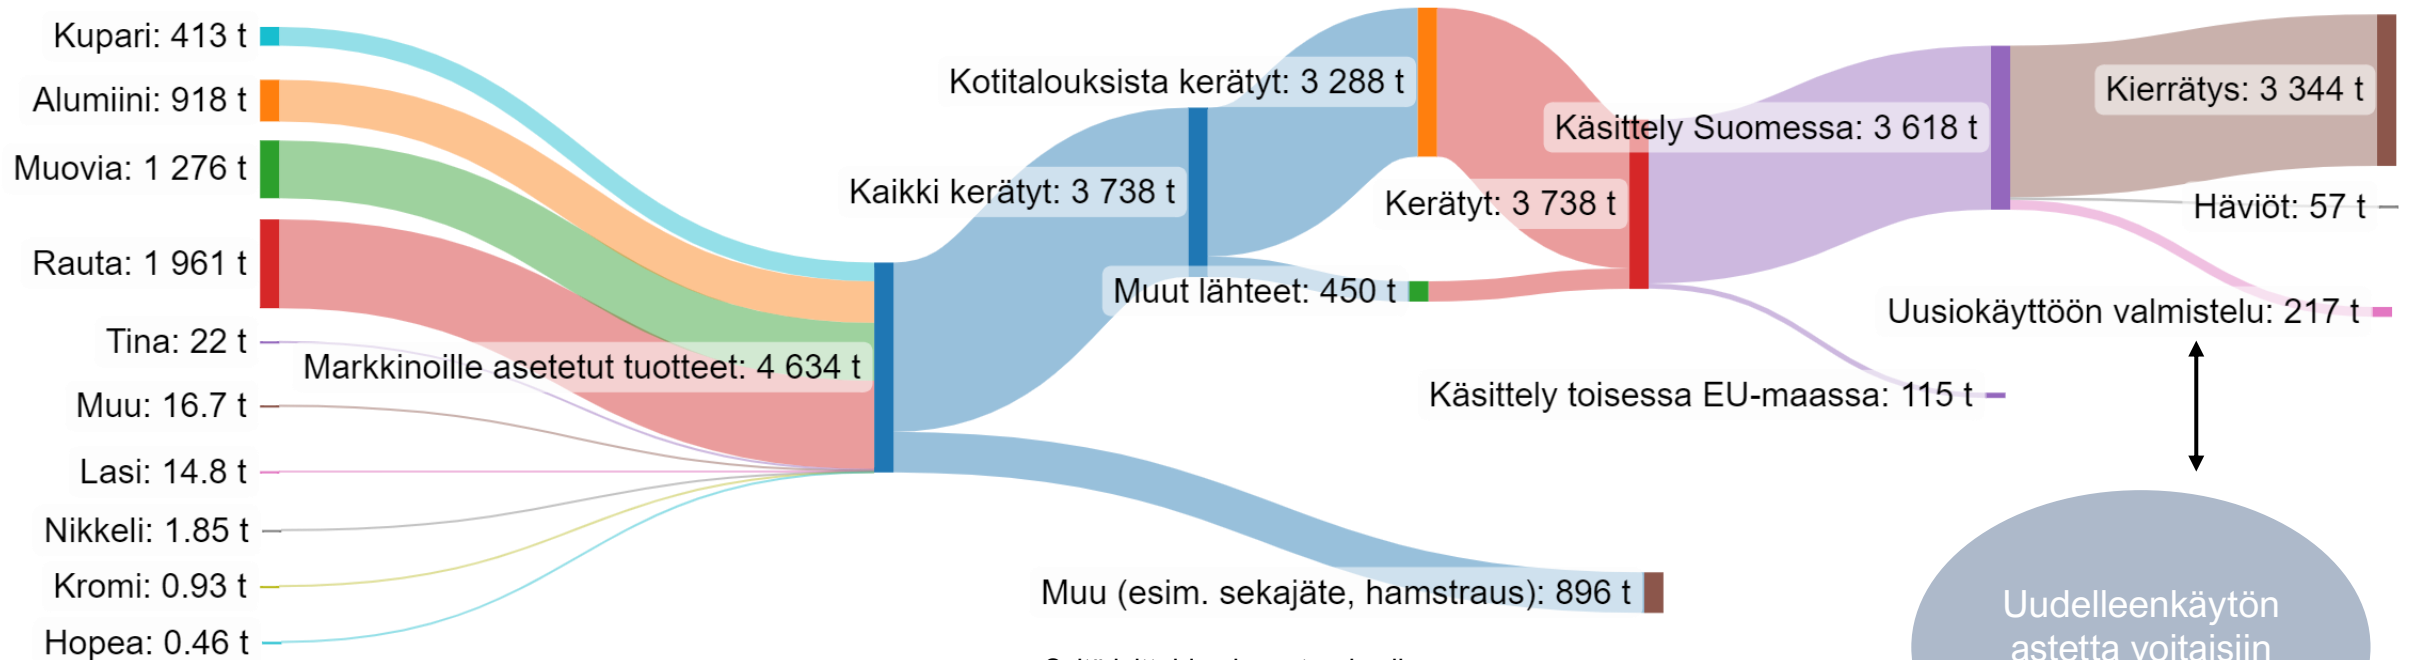 Kupari: 413 t
Alumiini: 918 t
Muovia: 1 276 t
Rauta: 1 961 t
Tina: 22 t
Muu: 16.7 t
Lasi: 14.8 t
Nikkeli: 1.85 t
Kromi: 0.93 t
Hopea: 0.46 t
Markkinoille asetetut tuotteet: 4 634 t
Kaikki kerätyt: 3 738 t
Kotitalouksista kerätyt: 3 288 t
Muut lähteet: 450 t
Kerätyt: 3 738 t
Muu (esim. sekajäte, hamstraus): 896 t
Käsittely Suomessa: 3 618 t
Käsittely toisessa EU-maassa: 115 t
Kierrätys: 3 344 t
Häviöt: 57 t
Uusiokäyttöön valmistelu: 217 t
Uudelleenkäytön
astetta voitaisiin